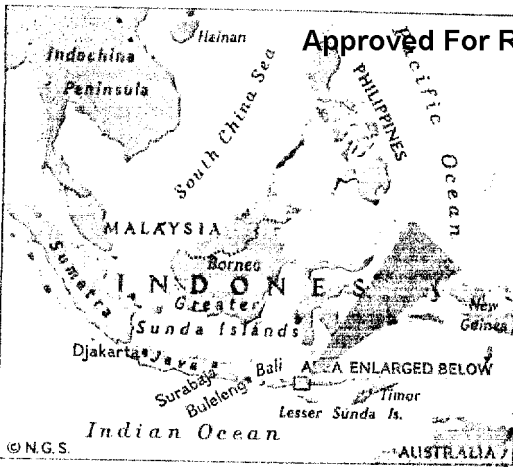 Approved For R
Hainan
Indochina
Peninsula
South China Sea
PHILIPPINES
Pacific Ocean
MALAYSIA
Borneo
Sumatra
INDONESIA
Greater
Sunda Islands
New
Guinea
Djakarta
Java
Surabaja
Buleleng
Bali
AREA ENLARGED BELOW
Timor
Lesser Sunda Is.
Indian Ocean
© N.G.S.
AUSTRALIA